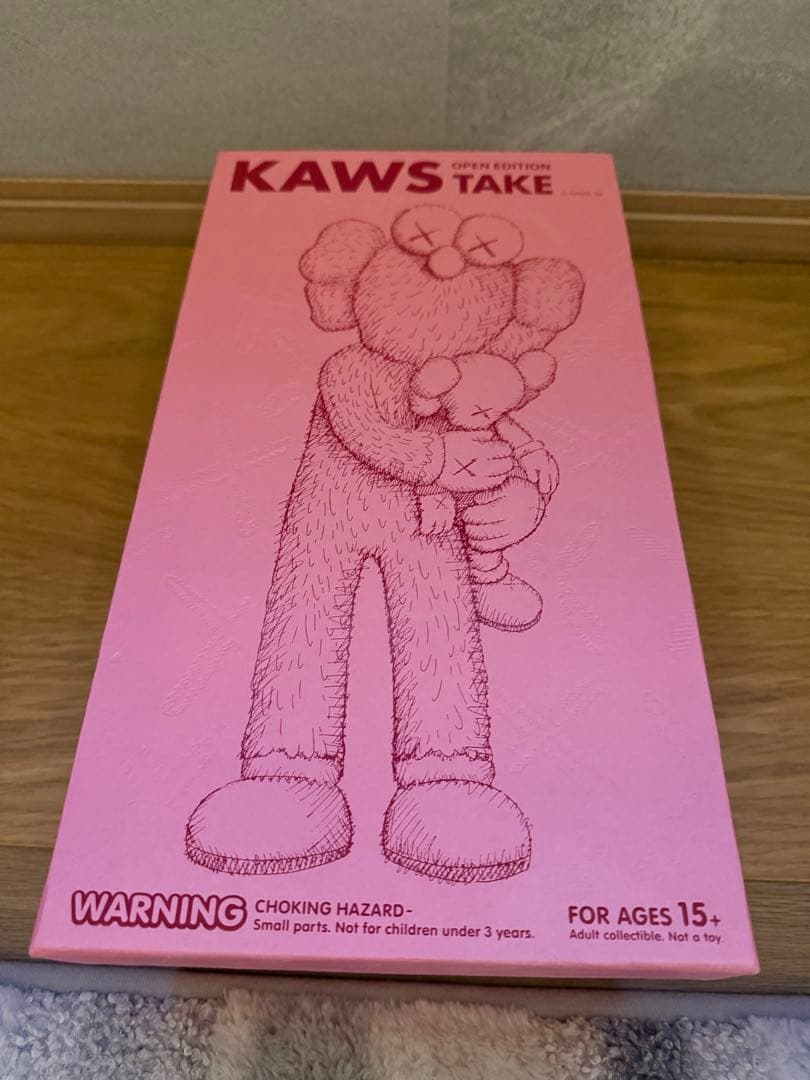 KAWS
OPEN EDITION
TAKE
WARNING
CHOKING HAZARD-
Small parts. Not for children under 3 years.
FOR AGES 15+
Adult collectible. Not a toy.